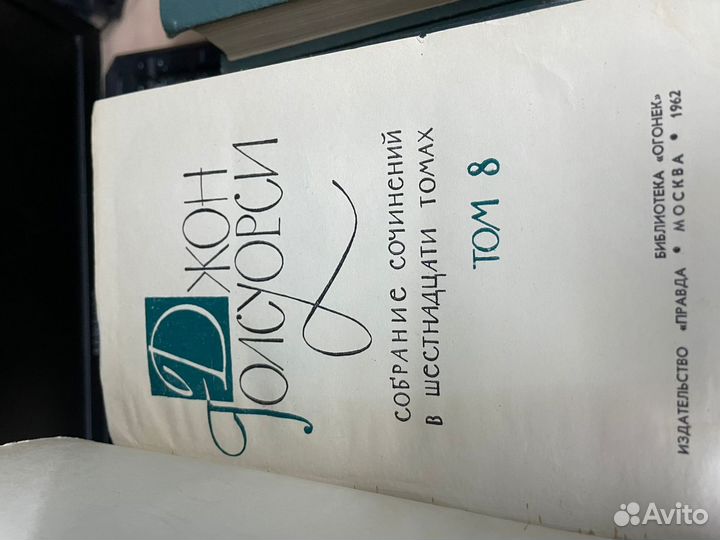 ДЖОН
ГОЛСУОРСИ
СОБРАНИЕ СОЧИНЕНИЙ
В ШЕСТНАДЦАТИ ТОМАХ
ТОМ 8
БИБЛИОТЕКА «ОГОНЕК»
ИЗДАТЕЛЬСТВО «ПРАВДА • МОСКВА • 1962
Avito